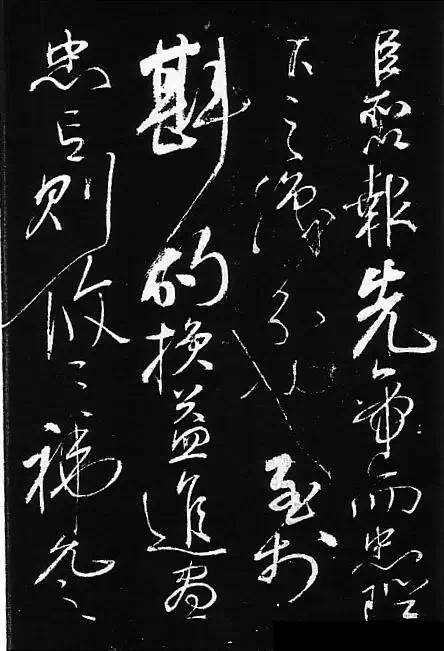 臣所以報先帝而忠陛
下之職分也至於
斟酌損益進盡
忠言則攸之禕允之